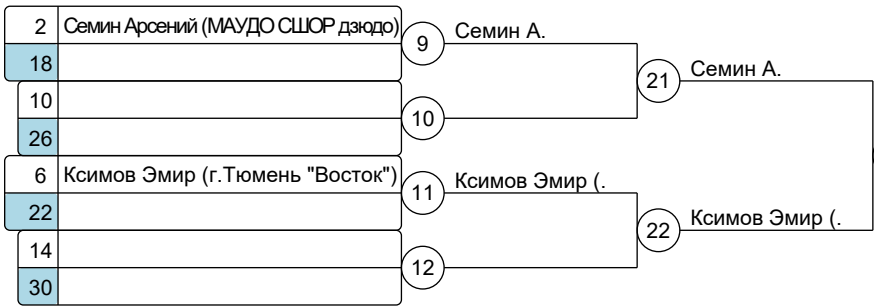 2 Семин Арсений (МАУДО СШОР дзюдо)
9 Семин А.
18
21 Семин А.
10
10
26
6 Ксимов Эмир (г.Тюмень "Восток")
11 Ксимов Эмир (.
22
22 Ксимов Эмир (.
14
12
30